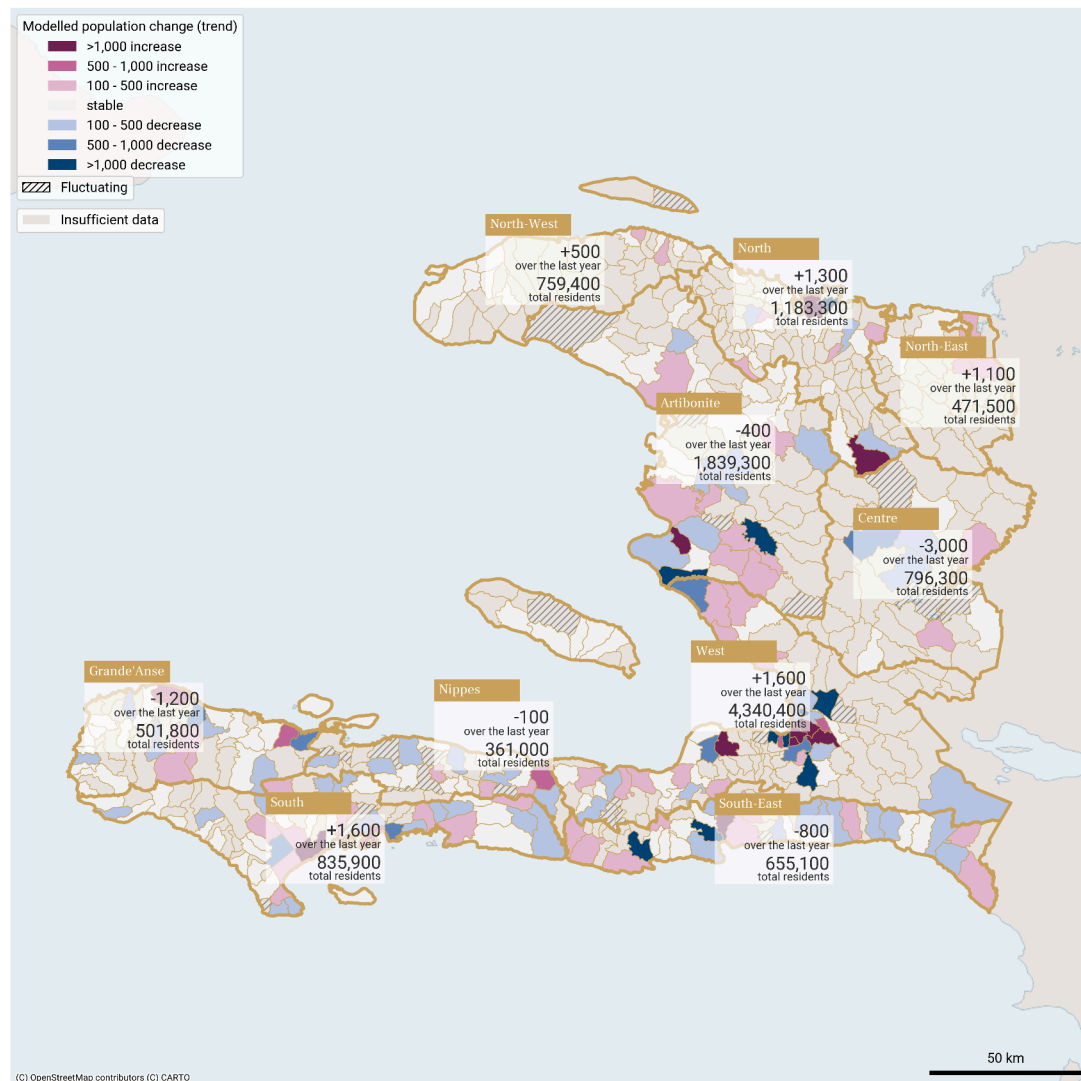 Modelled population change (trend)
>1,000 increase
500 - 1,000 increase
100 - 500 increase
stable
100 - 500 decrease
500 - 1,000 decrease
>1,000 decrease
Fluctuating
Insufficient data
North-West
+500
over the last year
759,400
total residents
North
+1,300
over the last year
1,183,300
total residents
North-East
+1,100
over the last year
471,500
total residents
Artibonite
-400
over the last year
1,839,300
total residents
Centre
-3,000
over the last year
796,300
total residents
West
+1,600
over the last year
4,340,400
total residents
Grande'Anse
-1,200
over the last year
501,800
total residents
Nippes
-100
over the last year
361,000
total residents
South
+1,600
over the last year
835,900
total residents
South-East
-800
over the last year
655,100
total residents
50 km
(C) OpenStreetMap contributors (C) CARTO